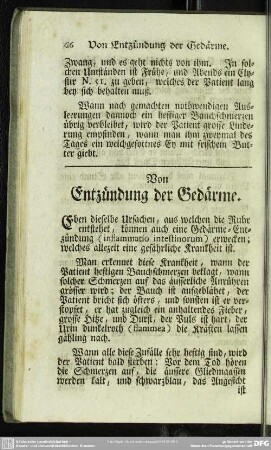 66 Von Entzündung der Gedärme.
Zwang, und es geht nichts von ihm. In sol-
chen Umständen ist Frühe, und Abends ein Cly-
stir N. 51. zu geben, welches der Patient lang
bey sich behalten muß.
Wann nach gemachten nothwendigen Aus-
leerungen dannoch ein heftiger Bauchschmerzen
übrig verbleibet, wird der Patient grosse Linde-
rung empfinden, wann man ihm zweymal des
Tages ein weichgesottnes Ey mit frischem But-
ter giebt.
Von
Entzündung der Gedärme.
Eben dieselbe Ursachen, aus welchen die Ruhr
entstehet, können auch eine Gedärme-Ent-
zündung (inflammatio intestinorum) erwecken;
welches allezeit eine gefährliche Krankheit ist.
Man erkennet diese Krankheit, wann der
Patient heftigen Bauchschmerzen beklagt, wann
solcher Schmerzen auf das äusserliche Anrühren
grösser wird; der Bauch ist aufgeblähet, der
Patient bricht sich öfters, und sonsten ist er ver-
stopfet, er hat zugleich ein anhaltendes Fieber,
grosse Hitze, und Durst, der Puls ist hart, der
Urin dunkelroth (flammea) die Kräften lassen
gähling nach.
Wann alle diese Zufälle sehr heftig sind, wird
der Patient bald sterben: Vor dem Tod hören
die Schmerzen auf, die äussere Gliedmaassen
werden kalt, und schwarzblau, das Angesicht
ist